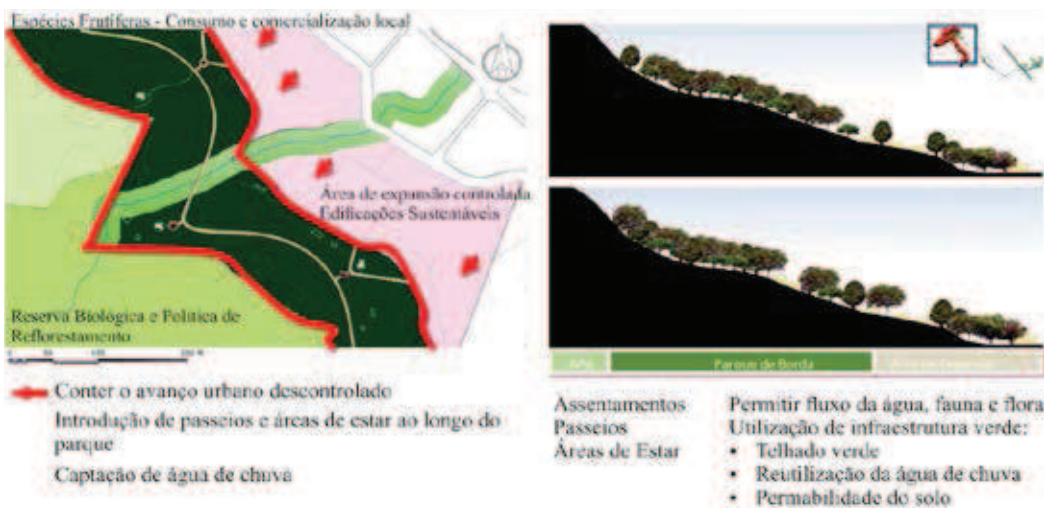 Espécies Frutíferas - Consumo e comercialização local
Área de expansão controlada
Edificações Sustentáveis
Reserva Biológica e Política de
Reflorestamento
Conter o avanço urbano descontrolado
Introdução de passeios e áreas de estar ao longo do
parque
Captação de água de chuva
Parque de Borda
Assentamentos
Passeios
Áreas de Estar
Permitir fluxo da água, fauna e flora
Utilização de infraestrutura verde:
• Telhado verde
• Reutilização da água de chuva
• Permabilidade do solo